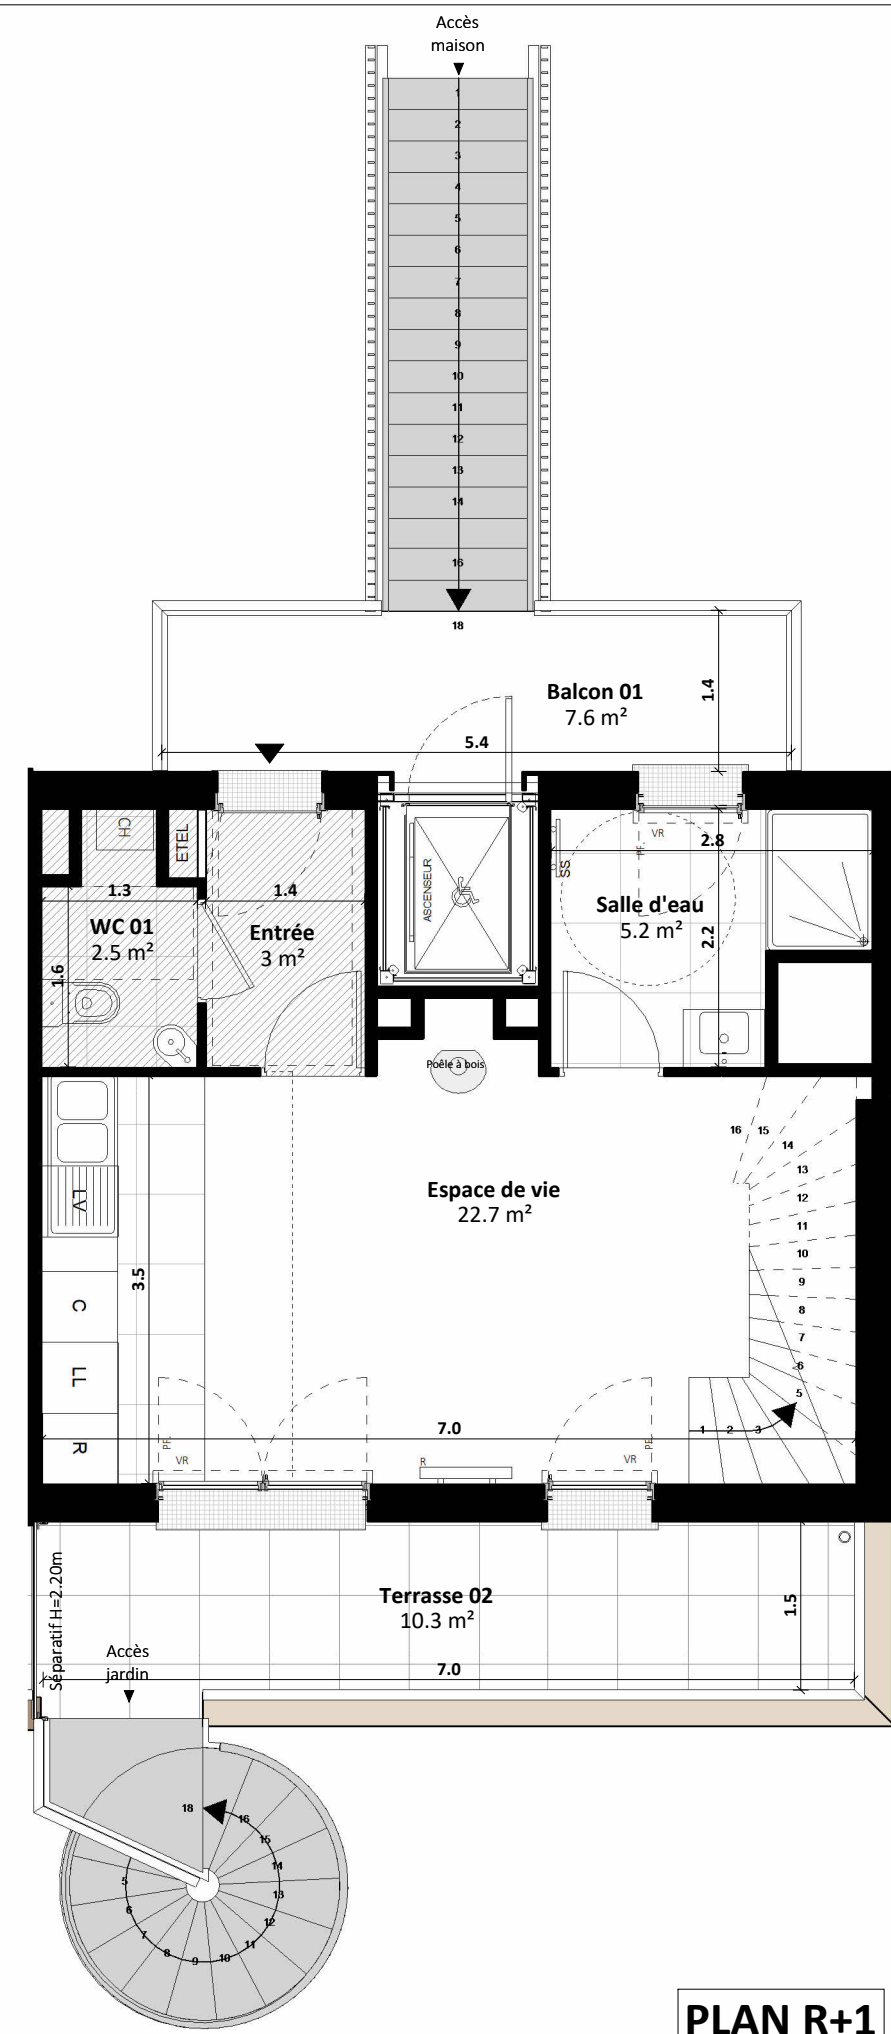 Accès
maison
1
2
3
4
5
6
7
8
9
10
11
12
13
14
16
18
Balcon 01
7.6 m²
1.4
5.4
CH
ETEL
ASCENSEUR
SS
PF.
VR
2.8
1.3
1.4
WC 01
2.5 m²
Entrée
3 m²
Salle d'eau
5.2 m²
2.2
1.6
Poêle à bois
LV
C
LL
R
3.5
Espace de vie
22.7 m²
16
15
14
13
12
11
10
9
8
7
6
5
1
2
3
7.0
PF.
VR
R
VR
PF.
Séparatif H=2.20m
Terrasse 02
10.3 m²
1.5
Accès
jardin
7.0
18
16
15
14
13
12
11
10
9
8
7
6
5
PLAN R+1